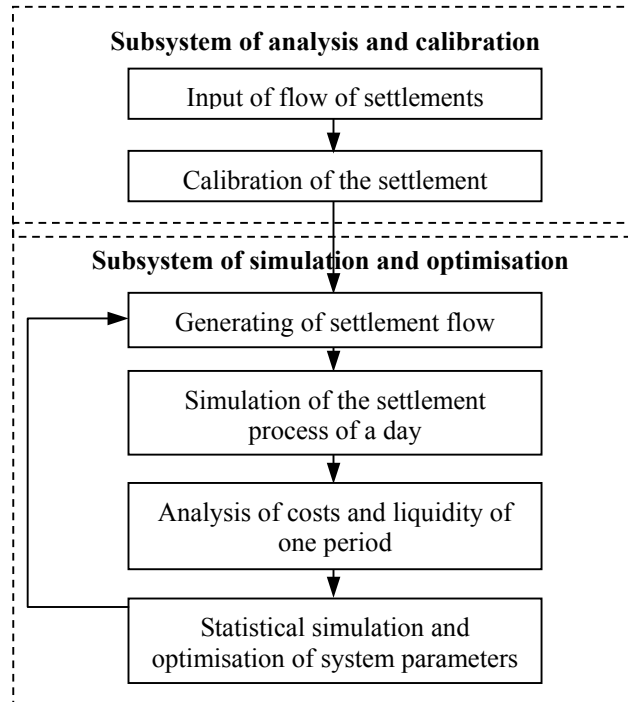 Subsystem of analysis and calibration
Input of flow of settlements
Calibration of the settlement
Subsystem of simulation and optimisation
Generating of settlement flow
Simulation of the settlement
process of a day
Analysis of costs and liquidity of
one period
Statistical simulation and
optimisation of system parameters